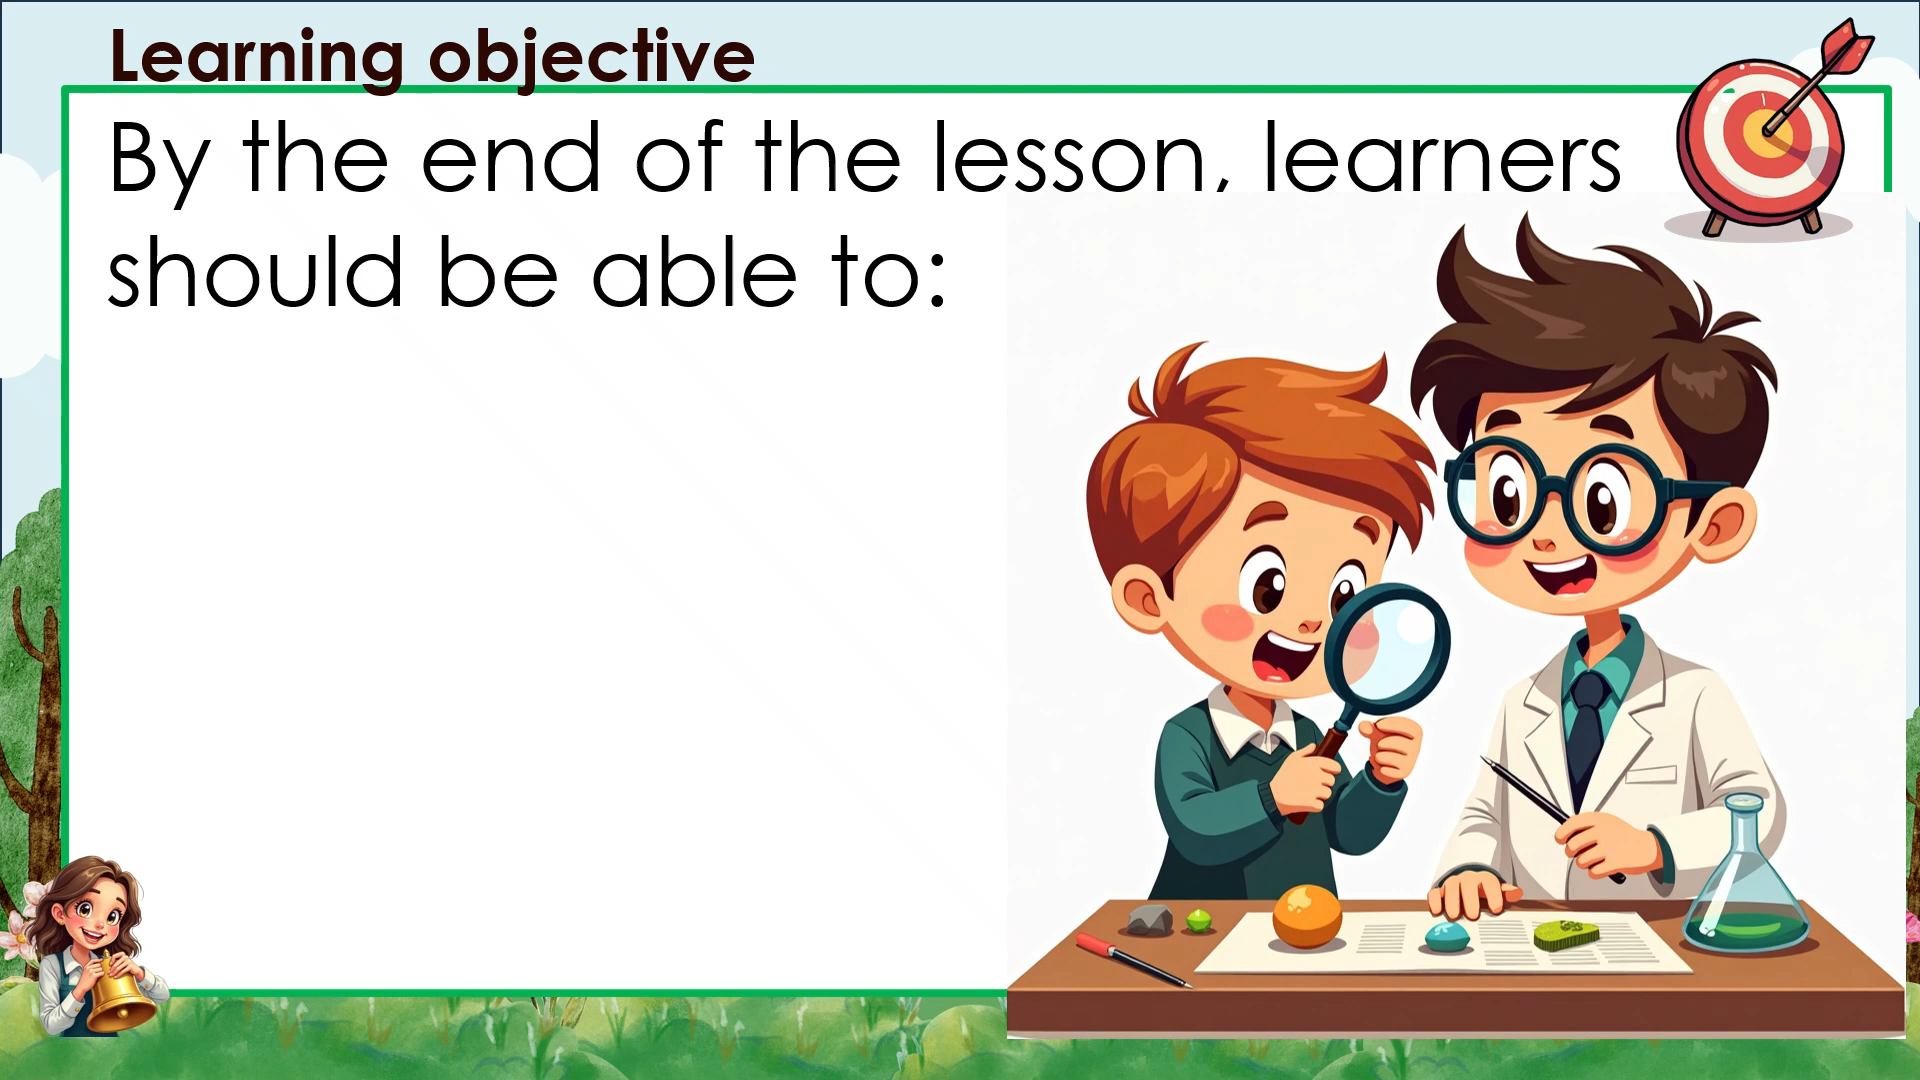 Learning objective
By the end of the lesson, learners
should be able to: